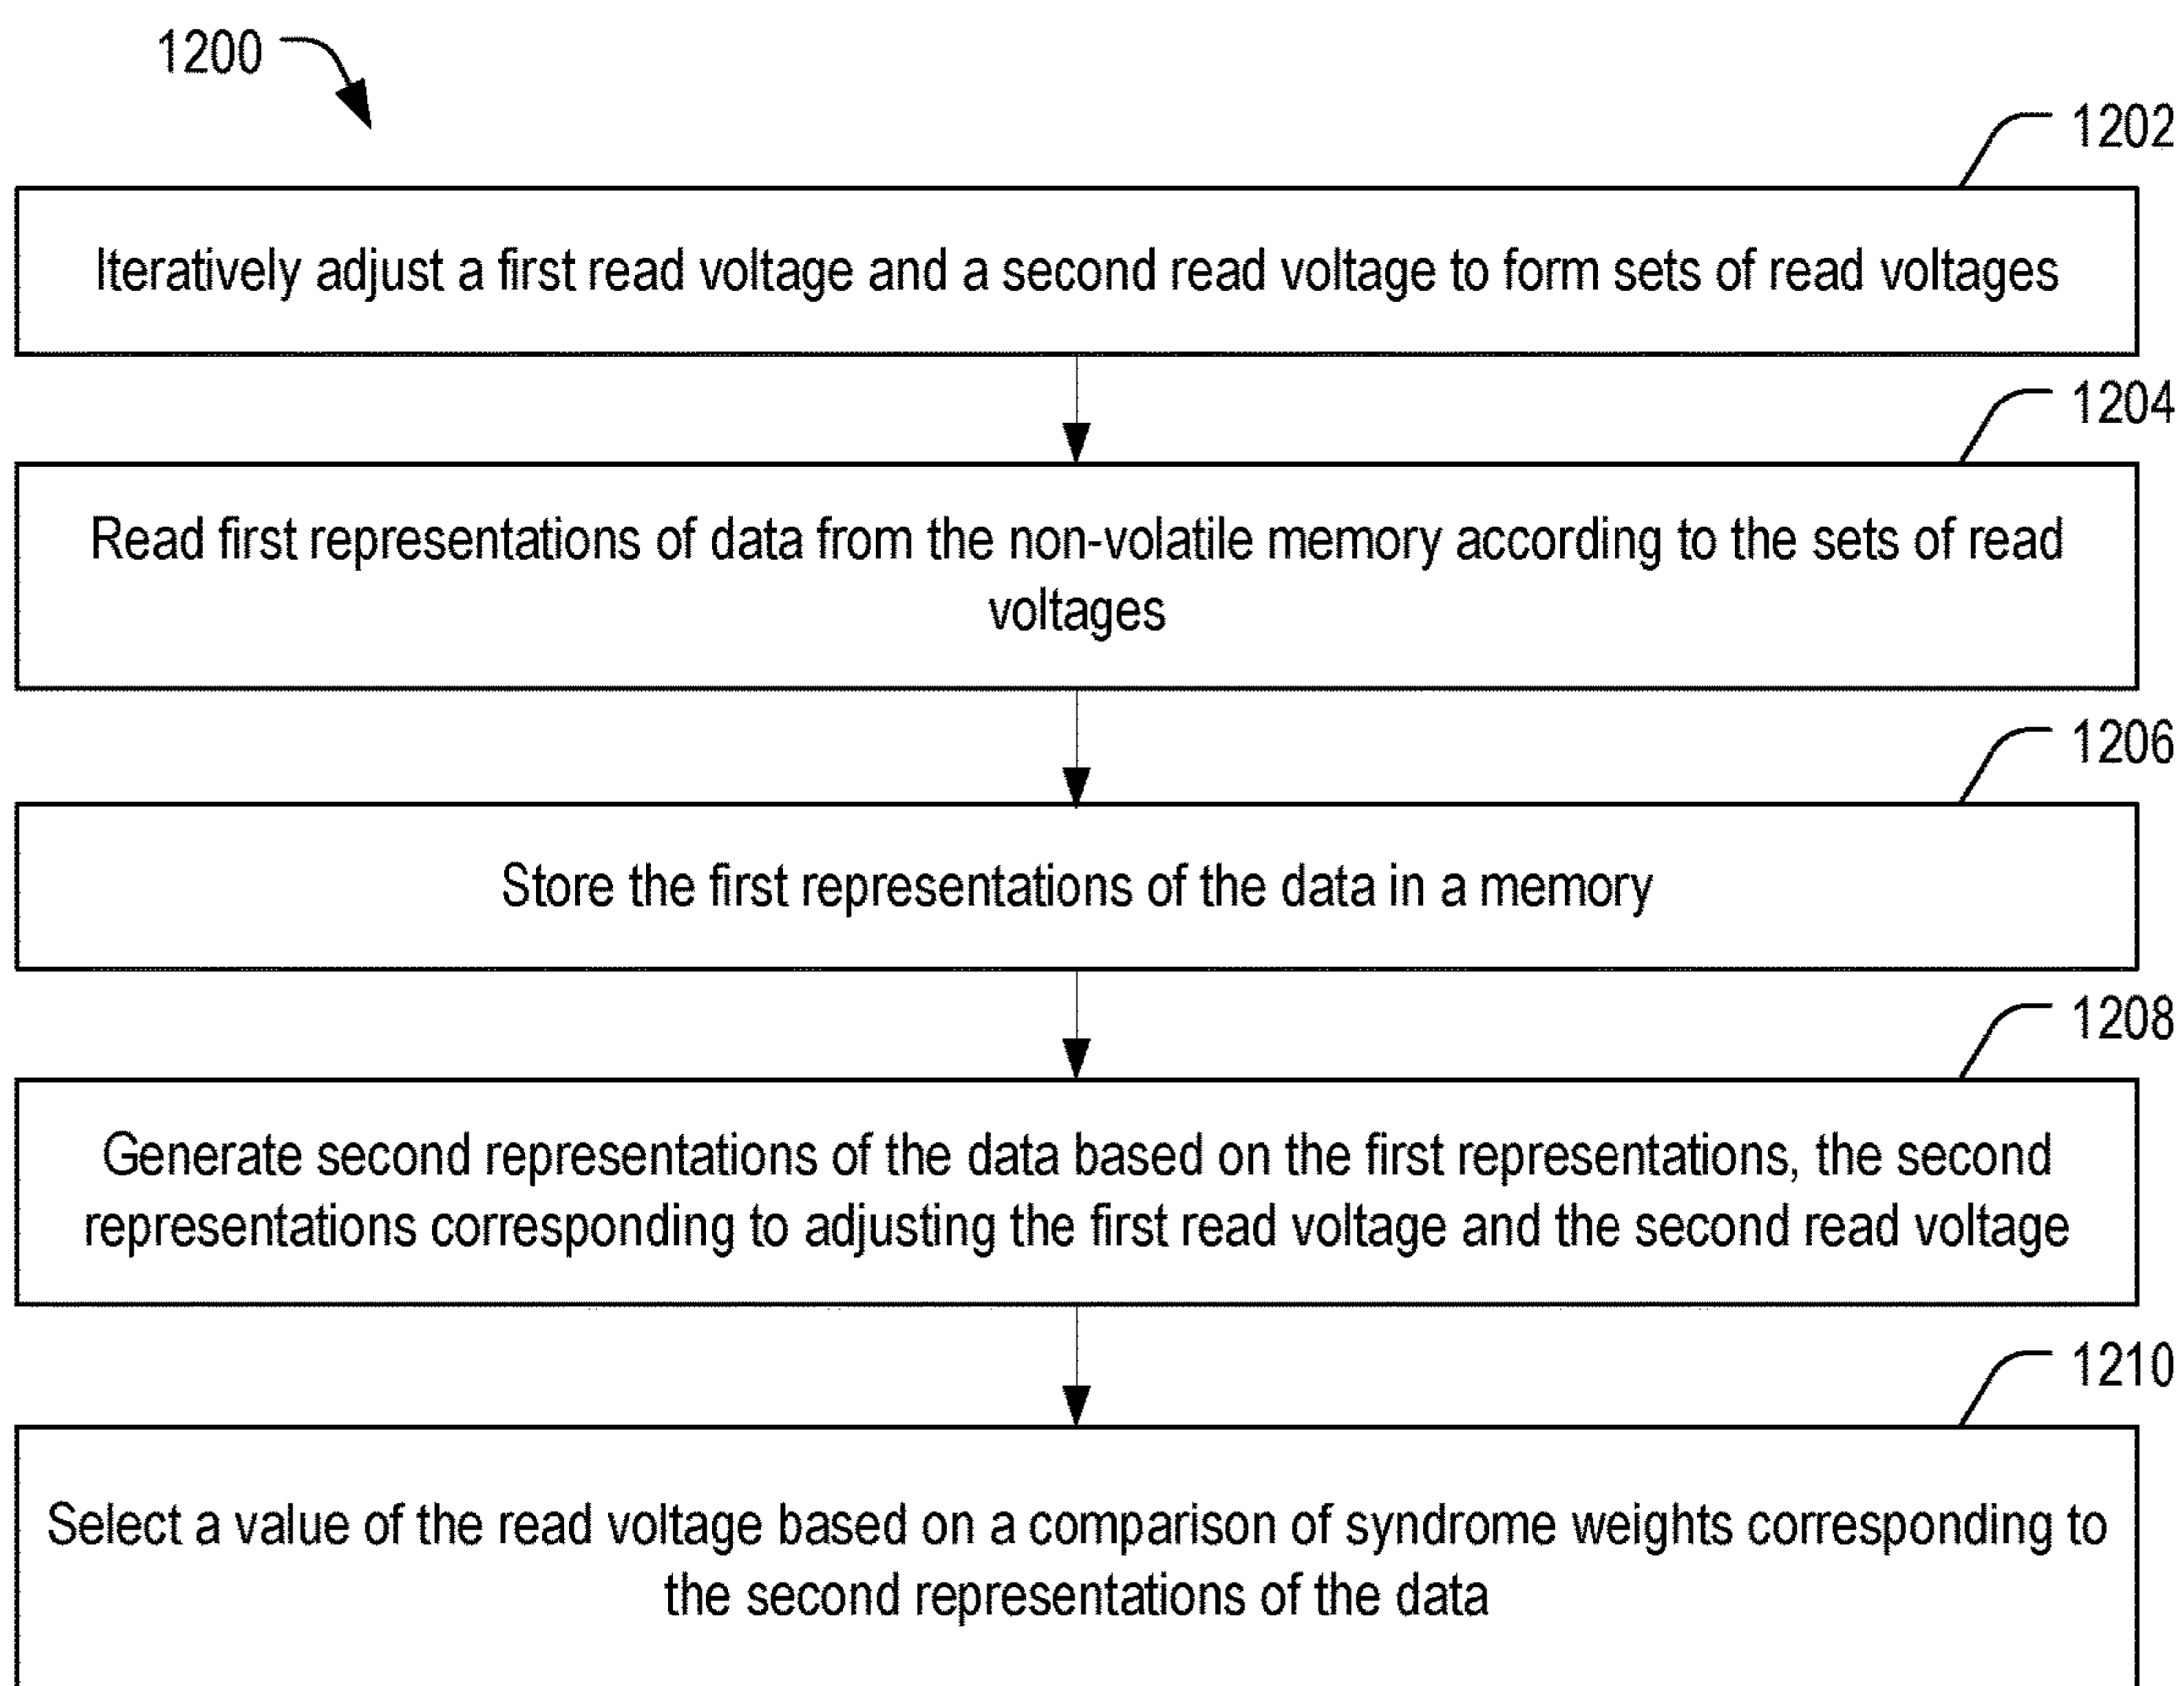 1200
1202
Iteratively adjust a first read voltage and a second read voltage to form sets of read voltages
1204
Read first representations of data from the non-volatile memory according to the sets of read
voltages
1206
Store the first representations of the data in a memory
1208
Generate second representations of the data based on the first representations, the second
representations corresponding to adjusting the first read voltage and the second read voltage
1210
Select a value of the read voltage based on a comparison of syndrome weights corresponding to
the second representations of the data